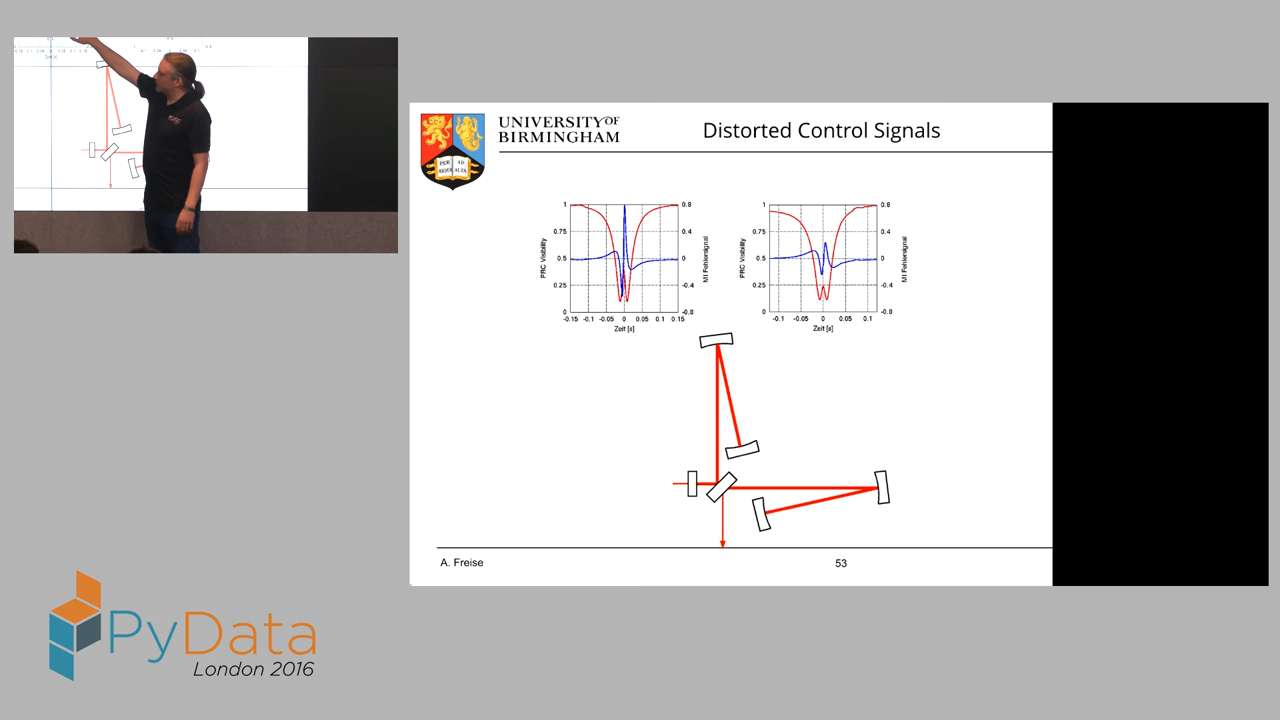 UNIVERSITY OF
BIRMINGHAM
Distorted Control Signals
PER
AD
ARDUA
ALTA
1
0.75
0.5
0.25
0
PRC Visibility
0.8
0.4
0
-0.4
-0.8
MI Fehlersignal
-0.15 -0.1 -0.05 0 0.05 0.1 0.15
Zeit [s]
1
0.75
0.5
0.25
0
PRC Visibility
0.8
0.4
0
-0.4
-0.8
MI Fehlersignal
-0.1 -0.05 0 0.05 0.1
Zeit [s]
A. Freise
53
PyData
London 2016